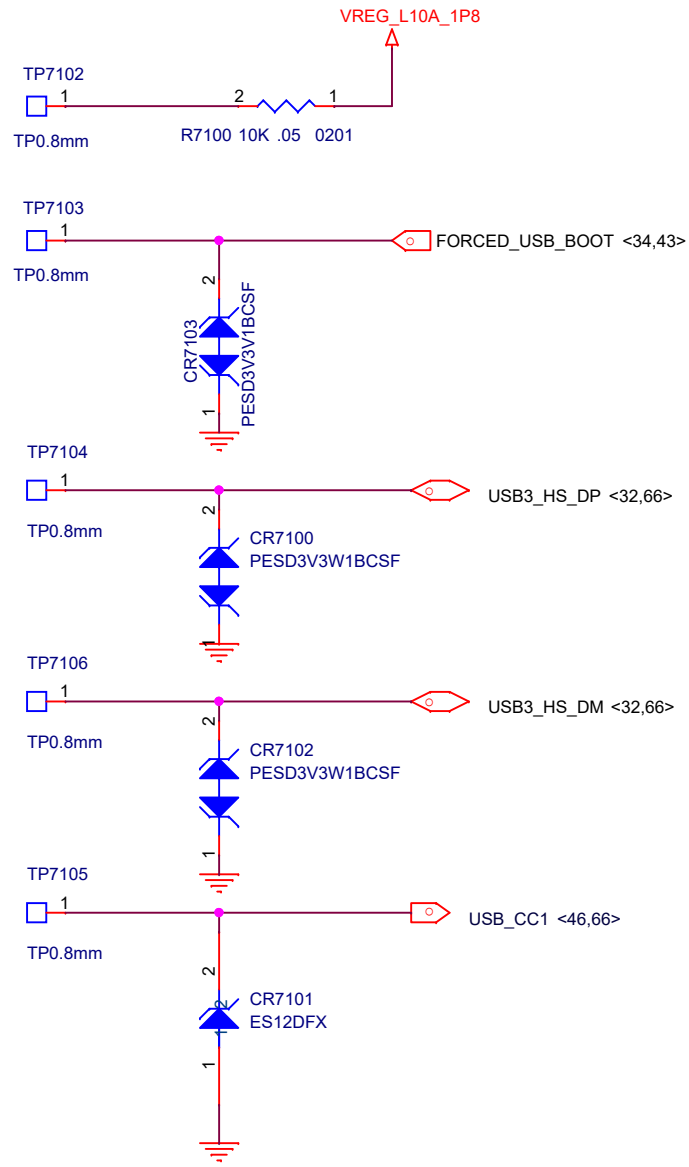 VREG_L10A_1P8
TP7102
1
2
1
TP0.8mm
R7100 10K .05 0201
TP7103
1
FORCED_USB_BOOT <34,43>
TP0.8mm
2
CR7103
PESD3V3V1BCSF
1
TP7104
1
USB3_HS_DP <32,66>
TP0.8mm
2
CR7100
PESD3V3W1BCSF
1
TP7106
1
USB3_HS_DM <32,66>
TP0.8mm
2
CR7102
PESD3V3W1BCSF
1
TP7105
1
USB_CC1 <46,66>
TP0.8mm
2
CR7101
2
ES12DFX
1
1